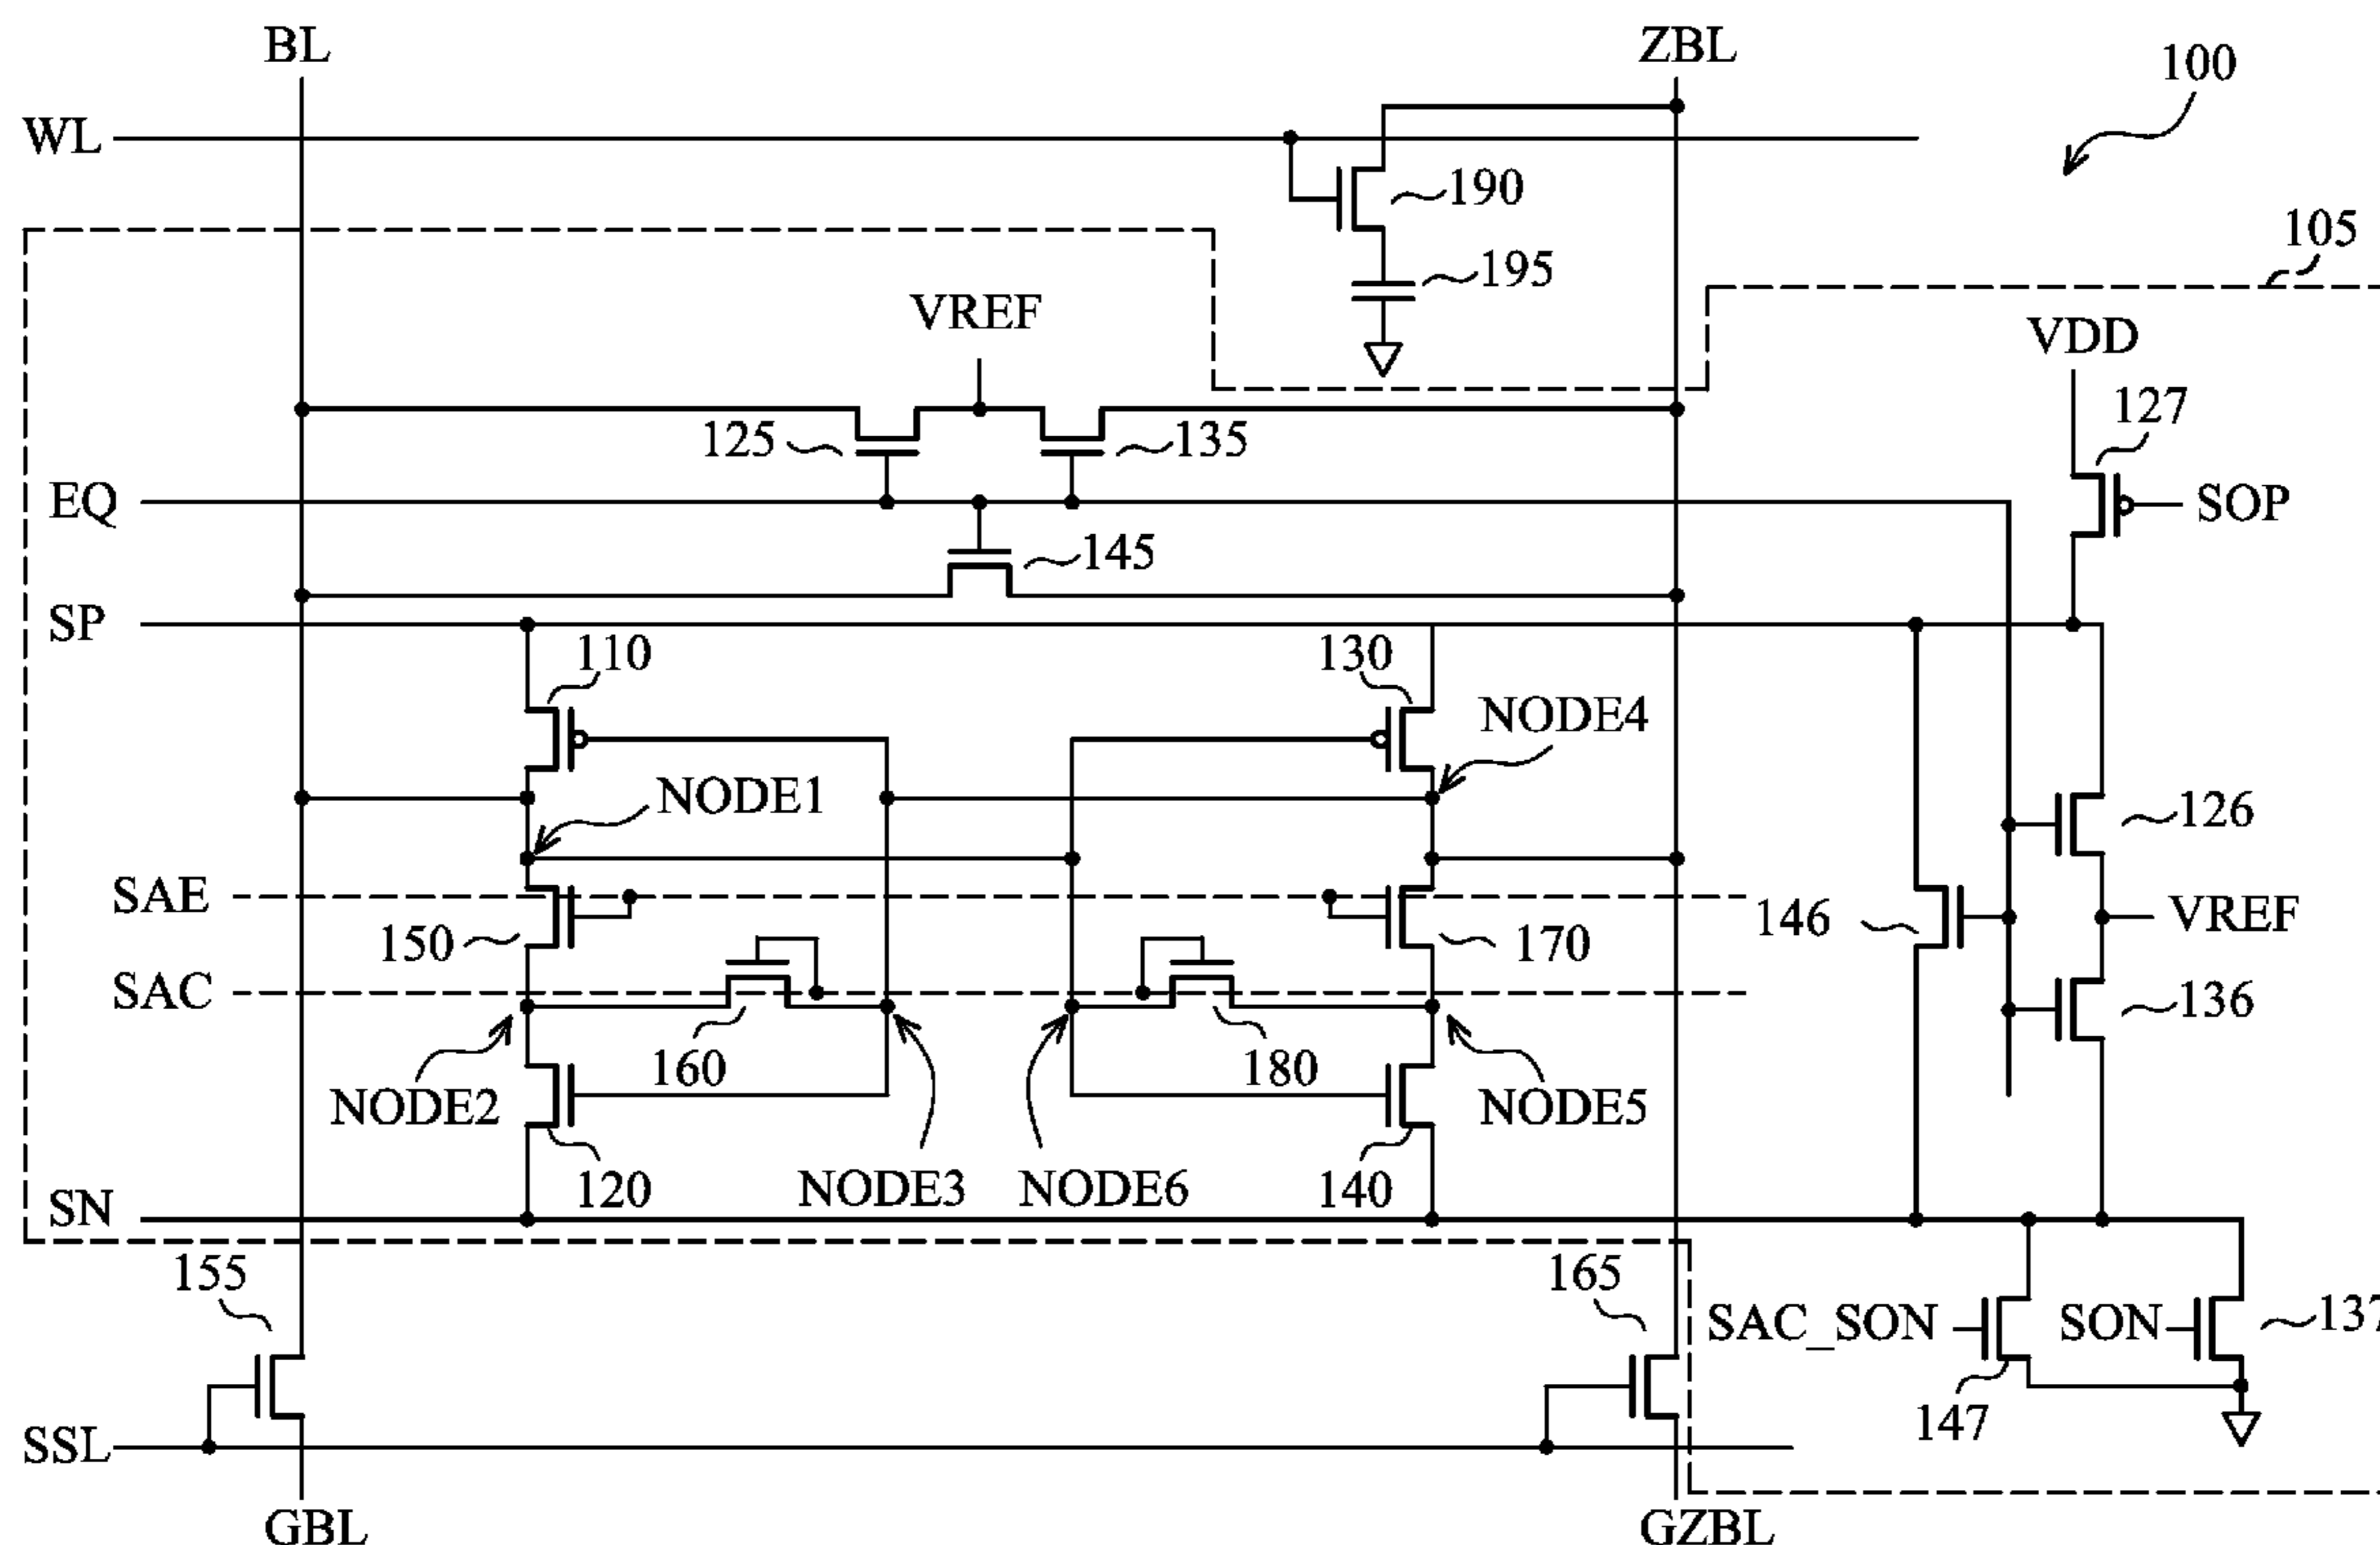 BL
ZBL
100
WL
190
105
195
VREF
VDD
127
125
135
EQ
SOP
145
SP
110
130
NODE4
NODE1
126
SAE
150
170
146
VREF
SAC
136
160
180
NODE2
NODE5
120
NODE3
NODE6
140
SN
155
165
SAC_SON
SON
137
147
SSL
GBL
GZBL